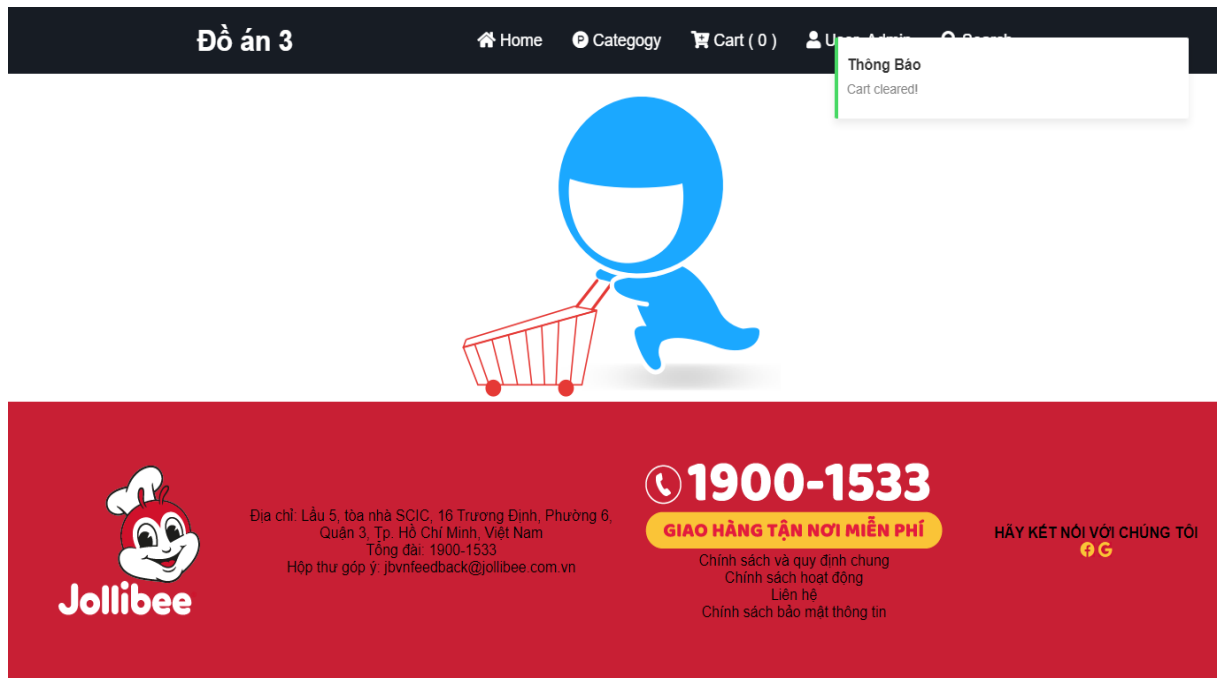 Đồ án 3
Home
Categogy
Cart ( 0 )
Thông Báo
Cart cleared!
Jollibee
Địa chỉ: Lầu 5, tòa nhà SCIC, 16 Trương Định, Phường 6,
Quận 3, Tp. Hồ Chí Minh, Việt Nam
Tổng đài: 1900-1533
Hộp thư góp ý: jbvnfeedback@jollibee.com.vn
1900-1533
GIAO HÀNG TẬN NƠI MIỄN PHÍ
Chính sách và quy định chung
Chính sách hoạt động
Liên hệ
Chính sách bảo mật thông tin
HÃY KẾT NỐI VỚI CHÚNG TÔI